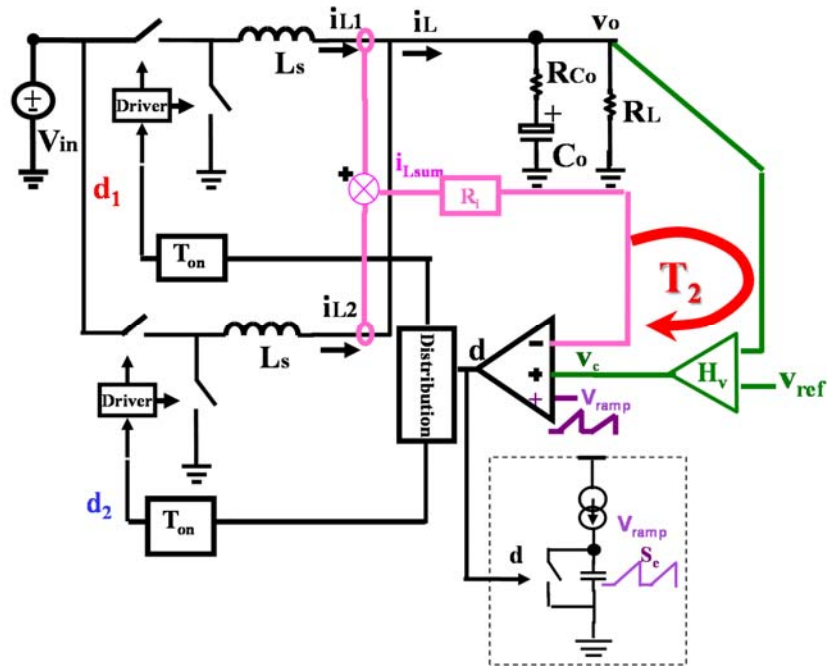 iL1
iL
vo
Ls
RCo
Driver
+
RL
Vin
Co
iLsum
+
Ri
d1
Ton
T2
iL2
Ls
Distribution
d
-
vc
+
Hv
vref
+
Vramp
Driver
d2
Ton
Vramp
d
Se